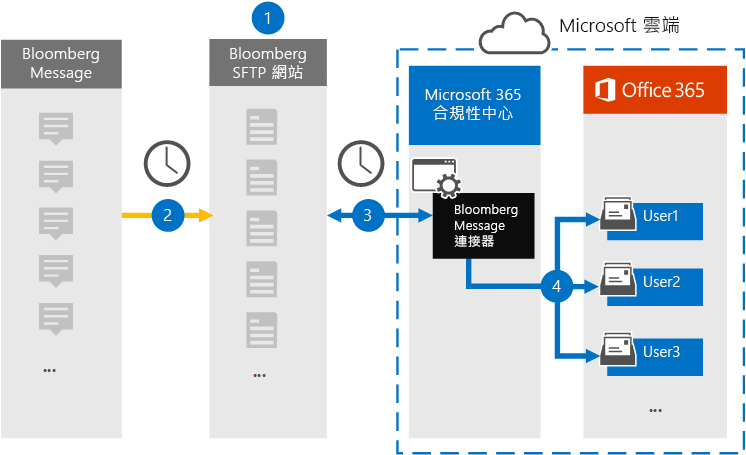 1
Microsoft 雲端
Bloomberg
Message
Bloomberg
SFTP 網站
Microsoft 365
合規性中心
Office 365
2
3
Bloomberg
Message
連接器
4
User1
User2
User3
...
...
...